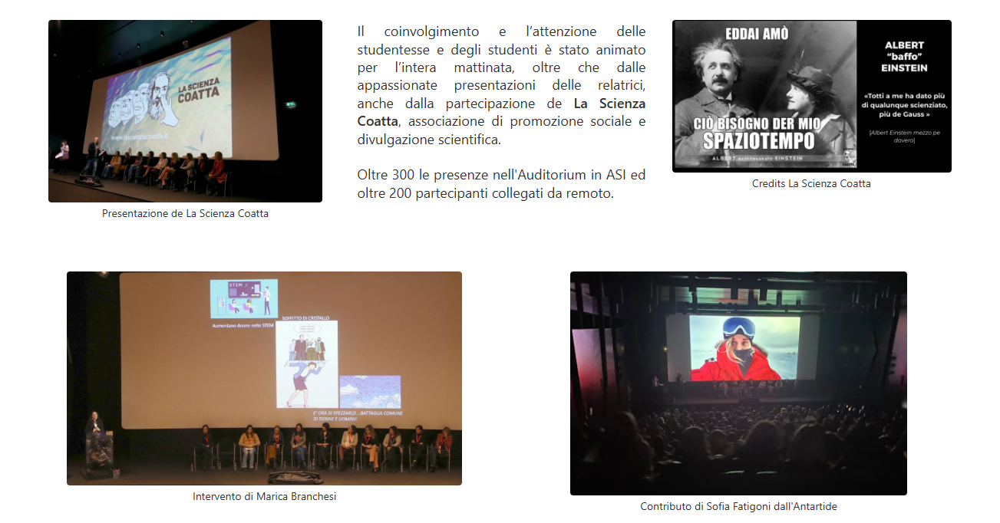 LA SCIENZA
COATTA
www.lascienzacoatta.it
Presentazione de La Scienza Coatta
Il coinvolgimento e l’attenzione delle
studentesse e degli studenti è stato animato
per l’intera mattinata, oltre che dalle
appassionate presentazioni delle relatrici,
anche dalla partecipazione de La Scienza
Coatta, associazione di promozione sociale e
divulgazione scientifica.
Oltre 300 le presenze nell'Auditorium in ASI ed
oltre 200 partecipanti collegati da remoto.
EDDAI AMÒ
CIÒ BISOGNO DER MIO
SPAZIOTEMPO
ALBERT BAFFOBAGNATO EINSTEIN
COATTA
ALBERT
“baffo”
EINSTEIN
«Totti a me ha dato più
di qualunque scienziato,
più de Gauss »
[Albert Einstein mezzo pe
davero]
Credits La Scienza Coatta
STEM
Aumentano donne nello STEM
SOFFITTO DI CRISTALLO
E' ORA DI SPEZZARLO...BATTAGLIA COMUNE
DI DONNE E UOMINI!
Intervento di Marica Branchesi
Contributo di Sofia Fatigoni dall'Antartide